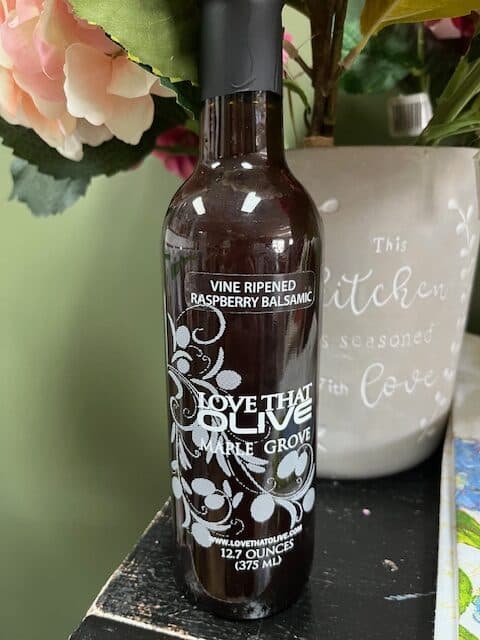 VINE RIPENED
RASPBERRY BALSAMIC
LOVE THAT
OLIVE
MAPLE GROVE
WWW.LOVETHATOLIVE.COM
12.7 OUNCES
(375 ML)
This
Kitchen
is seasoned
with love